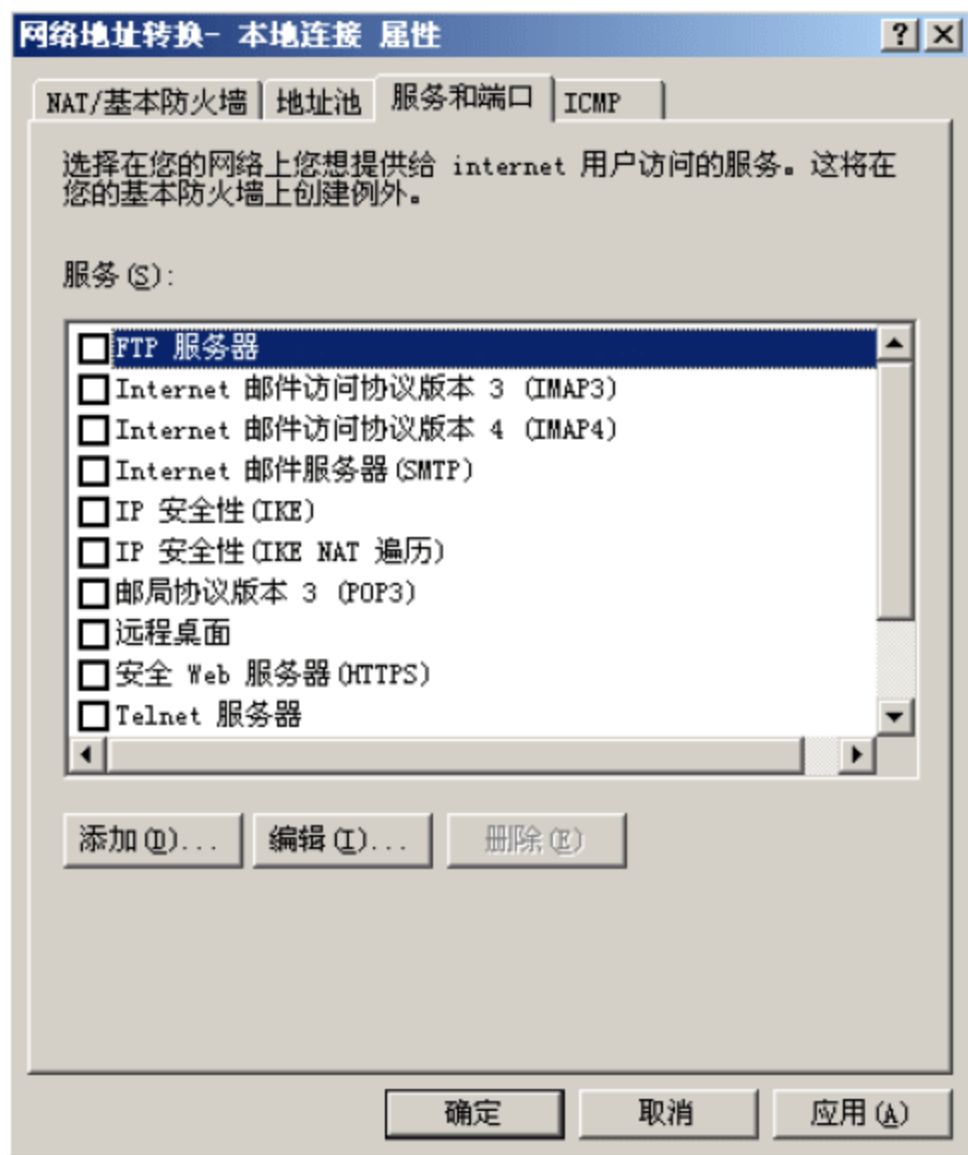 网络地址转换- 本地连接 属性
NAT/基本防火墙 地址池 服务和端口 ICMP
选择在您的网络上您想提供给 internet 用户访问的服务。这将在
您的基本防火墙上创建例外。
服务(S):
FTP 服务器
Internet 邮件访问协议版本 3 (IMAP3)
Internet 邮件访问协议版本 4 (IMAP4)
Internet 邮件服务器(SMTP)
IP 安全性(IKE)
IP 安全性(IKE NAT 遍历)
邮局协议版本 3 (POP3)
远程桌面
安全 Web 服务器(HTTPS)
Telnet 服务器
添加(D)... 编辑(I)... 删除(E)
确定 取消 应用(A)